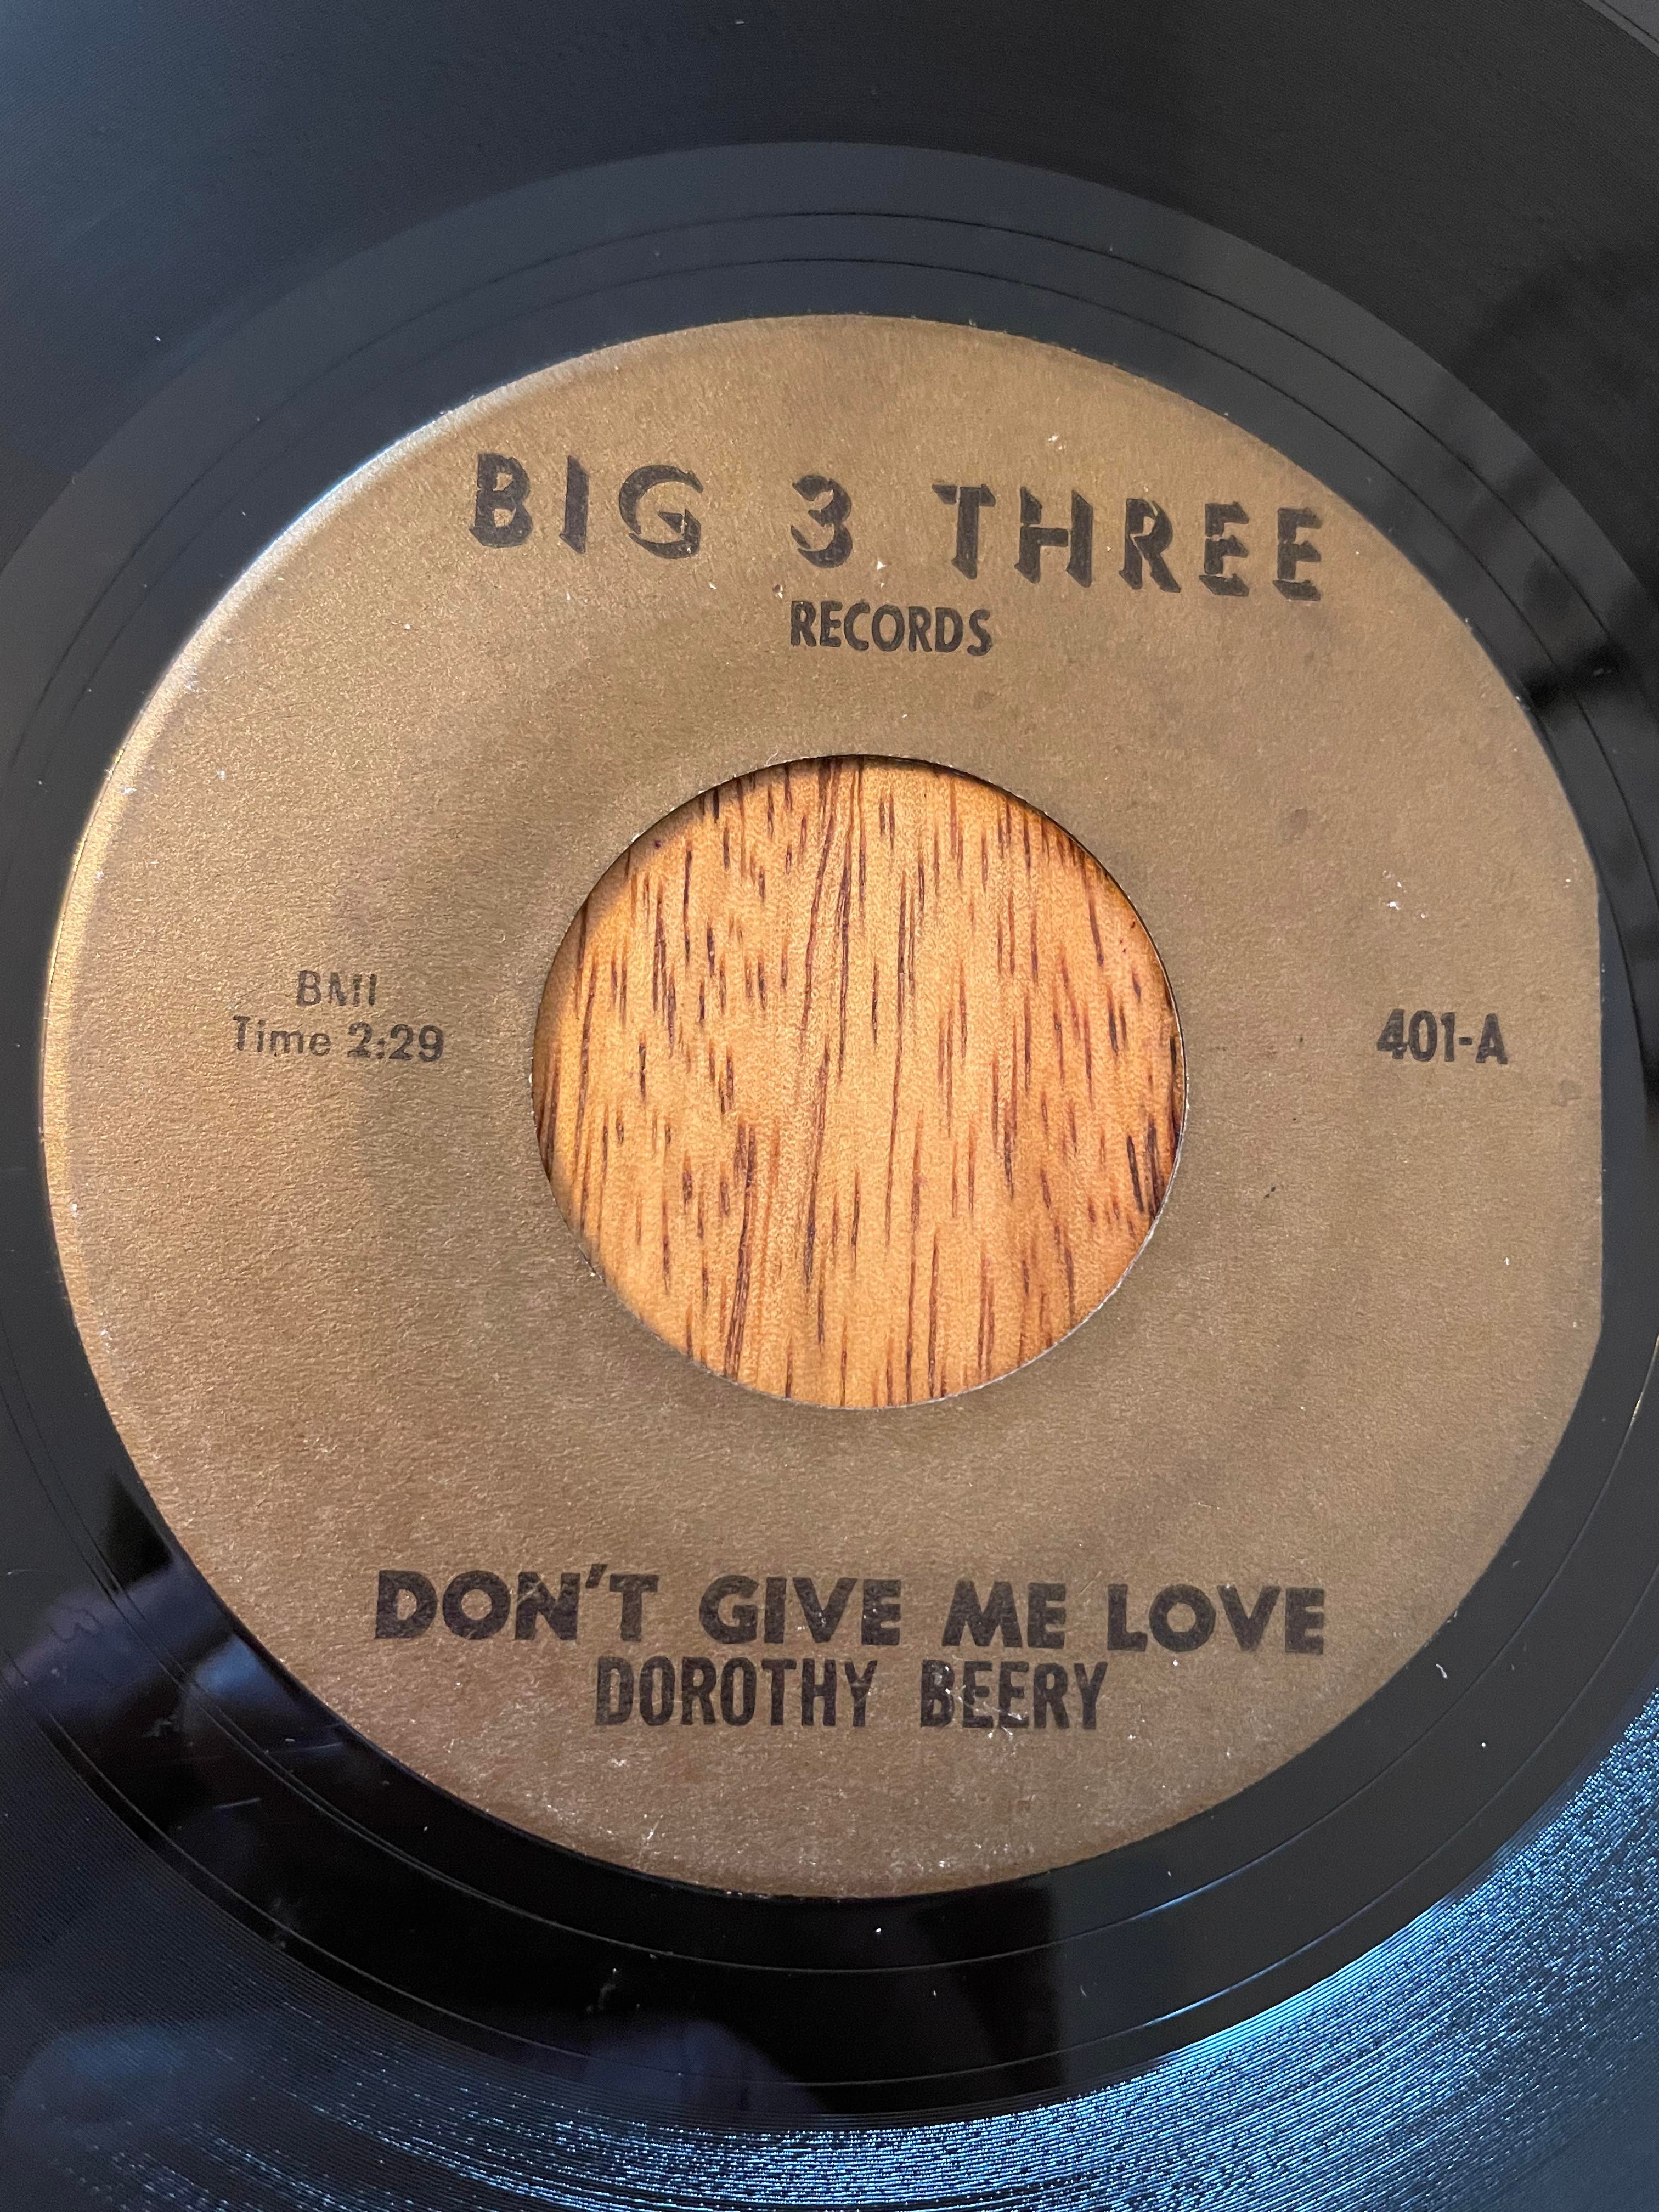 BIG 3 THREE
RECORDS
BMI
Time 2:29
401-A
DON'T GIVE ME LOVE
DOROTHY BEERY